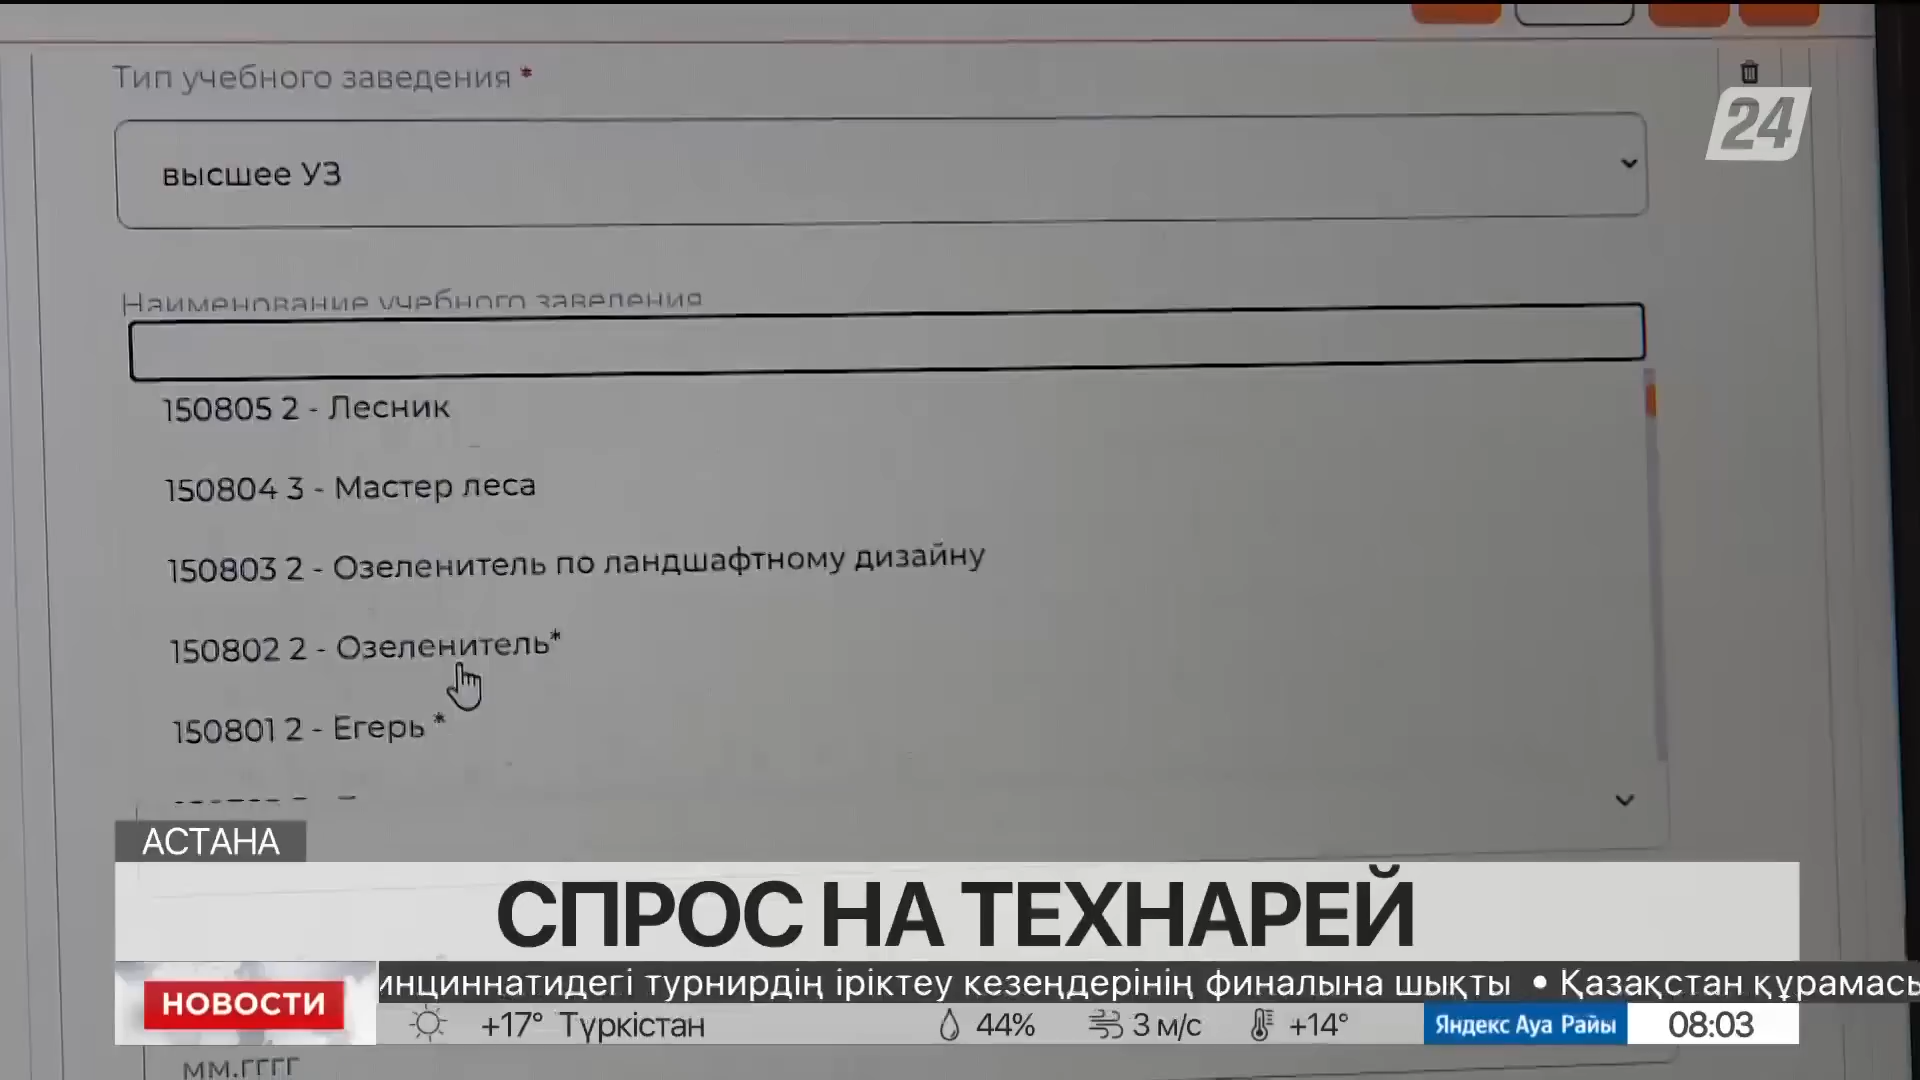 Тип учебного заведения *
24
высшее УЗ
Наименование учебного заведения
150805 2 - Лесник
150804 3 - Мастер леса
150803 2 - Озеленитель по ландшафтному дизайну
150802 2 - Озеленитель*
150801 2 - Егерь *
АСТАНА
СПРОС НА ТЕХНАРЕЙ
НОВОСТИ
инциннатидегі турнирдің іріктеу кезеңдерінің финалына шықты • Қазақстан құрамасы
+17° Түркістан 44% 3 м/с +14° Яндекс Ауа Райы 08:03
мм.гггг